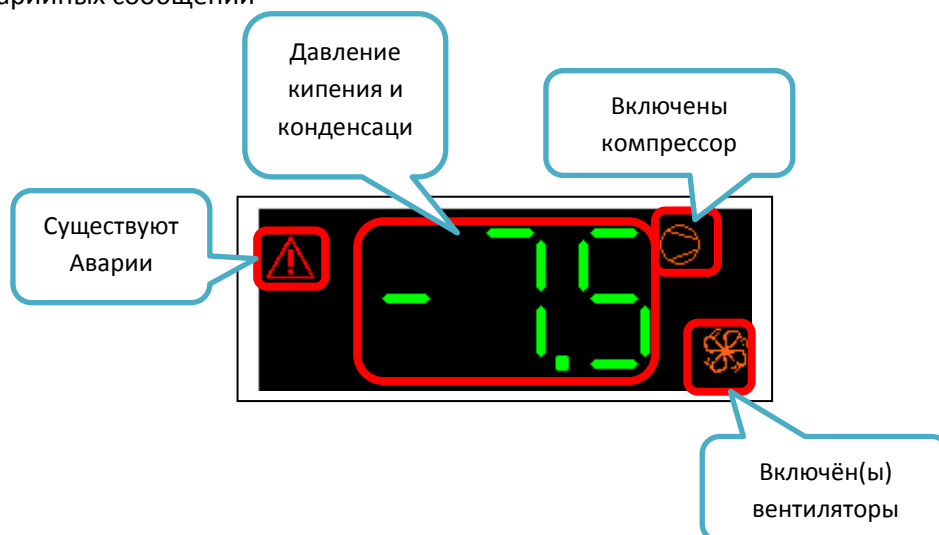 арийных сообщений
Давление
кипения и
конденсаци
Включены
компрессор
Существуют
Аварии
- 7.5
Включён(ы)
вентиляторы